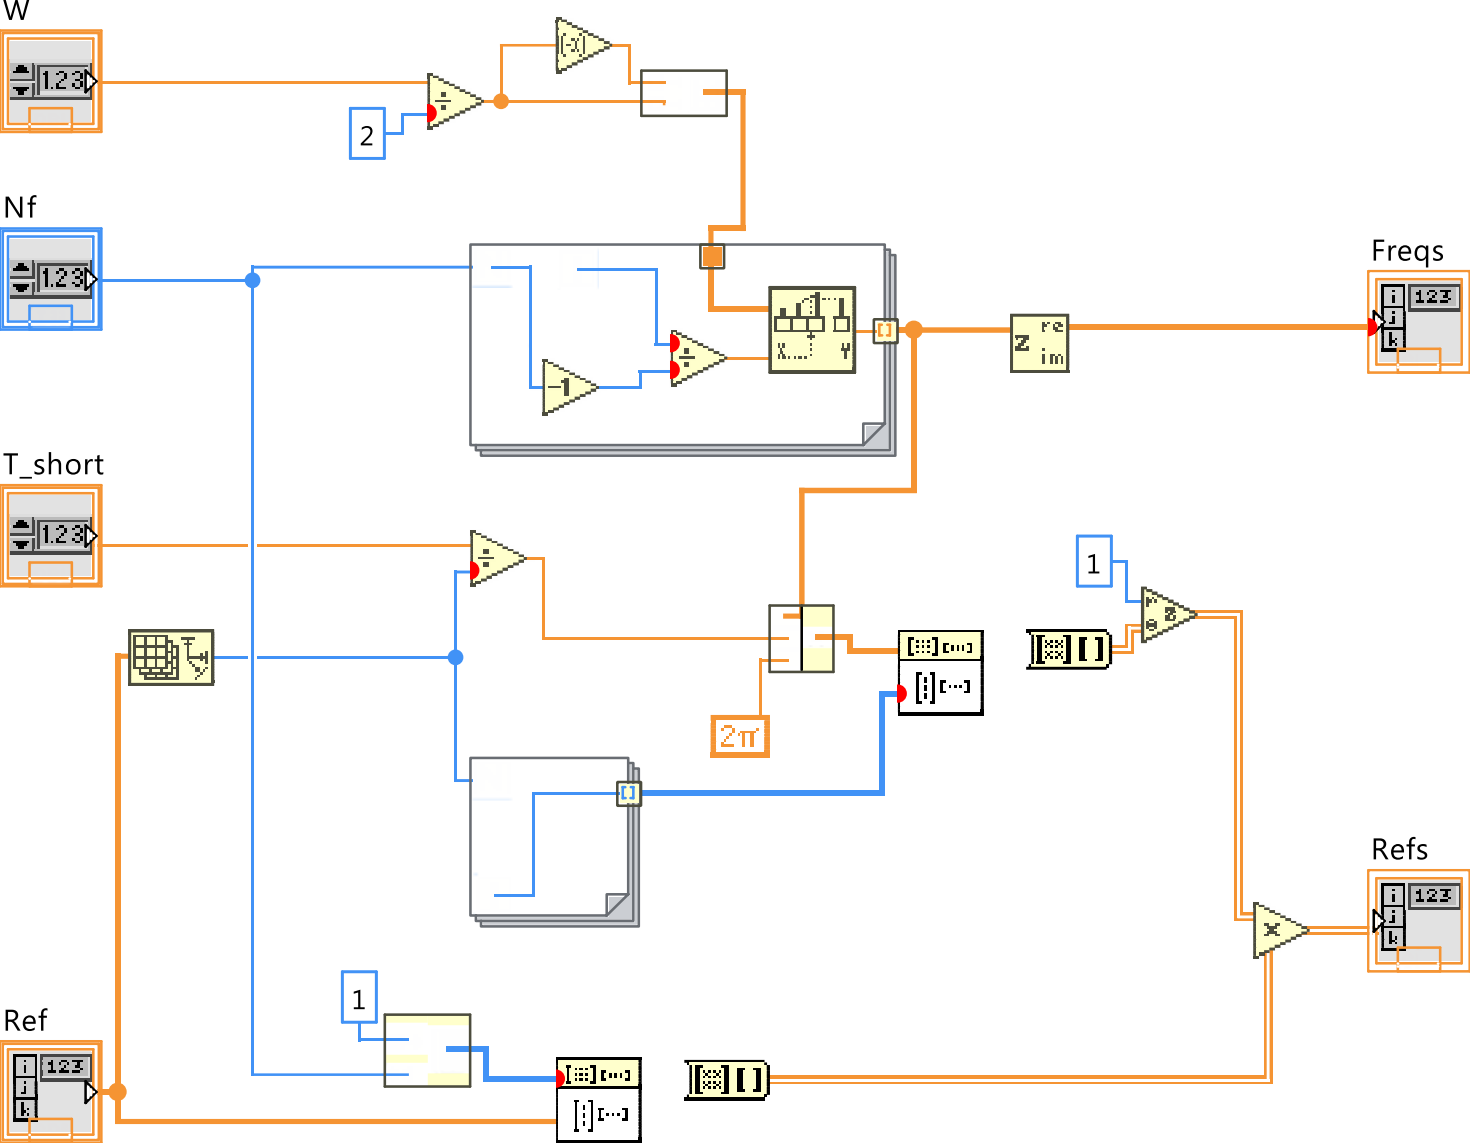 W
1.23
[-x]
÷
2
Nf
1.23
Freqs
i
j
k
123
X
Y
÷
-1
z
re
im
T_short
1.23
÷
1
r
θ
2π
Refs
i
j
k
123
x
1
Ref
i
j
k
123